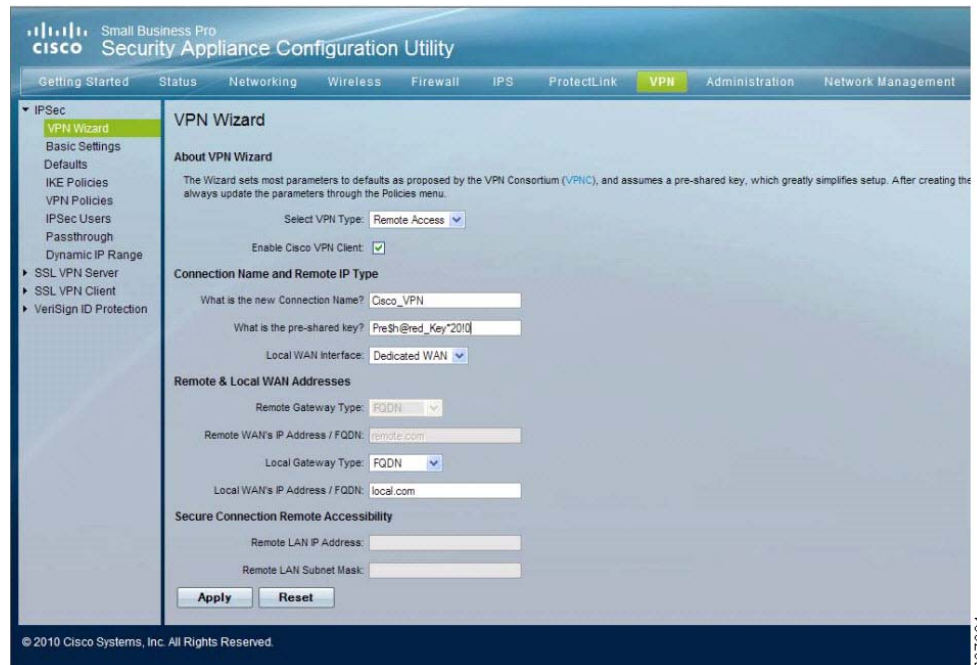 Small Business Pro
CISCO Security Appliance Configuration Utility
Getting Started Status Networking Wireless Firewall IPS ProtectLink VPN Administration Network Management
IPSec
VPN Wizard
Basic Settings
Defaults
IKE Policies
VPN Policies
IPSec Users
Passthrough
Dynamic IP Range
SSL VPN Server
SSL VPN Client
VeriSign ID Protection
VPN Wizard
About VPN Wizard
The Wizard sets most parameters to defaults as proposed by the VPN Consortium (VPNC), and assumes a pre-shared key, which greatly simplifies setup. After creating the
always update the parameters through the Policies menu.
Select VPN Type: Remote Access
Enable Cisco VPN Client:
Connection Name and Remote IP Type
What is the new Connection Name? Cisco_VPN
What is the pre-shared key? Pre$h@red_Key*20!0
Local WAN Interface: Dedicated WAN
Remote & Local WAN Addresses
Remote Gateway Type: FQDN
Remote WAN's IP Address / FQDN: remote.com
Local Gateway Type: FQDN
Local WAN's IP Address / FQDN: local.com
Secure Connection Remote Accessibility
Remote LAN IP Address:
Remote LAN Subnet Mask:
Apply Reset
© 2010 Cisco Systems, Inc. All Rights Reserved.